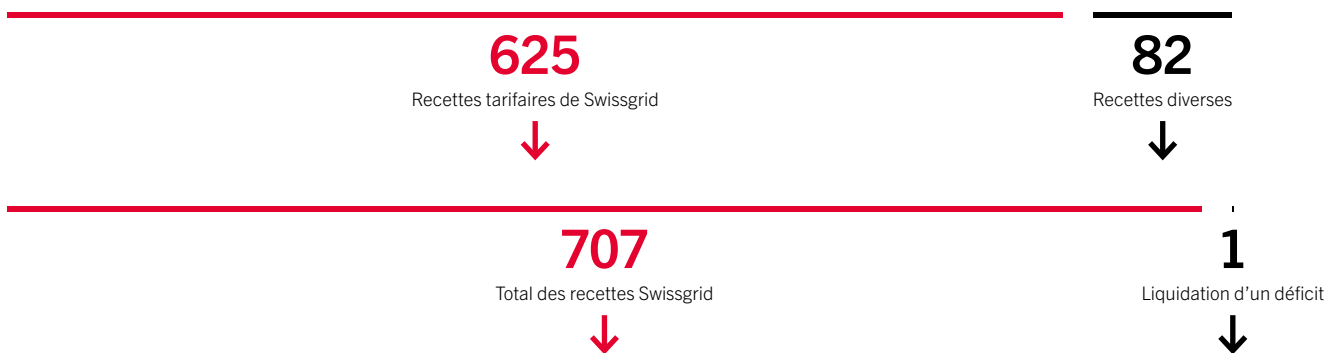 625
82
Recettes tarifaires de Swissgrid
Recettes diverses
707
1
Total des recettes Swissgrid
Liquidation d’un déficit